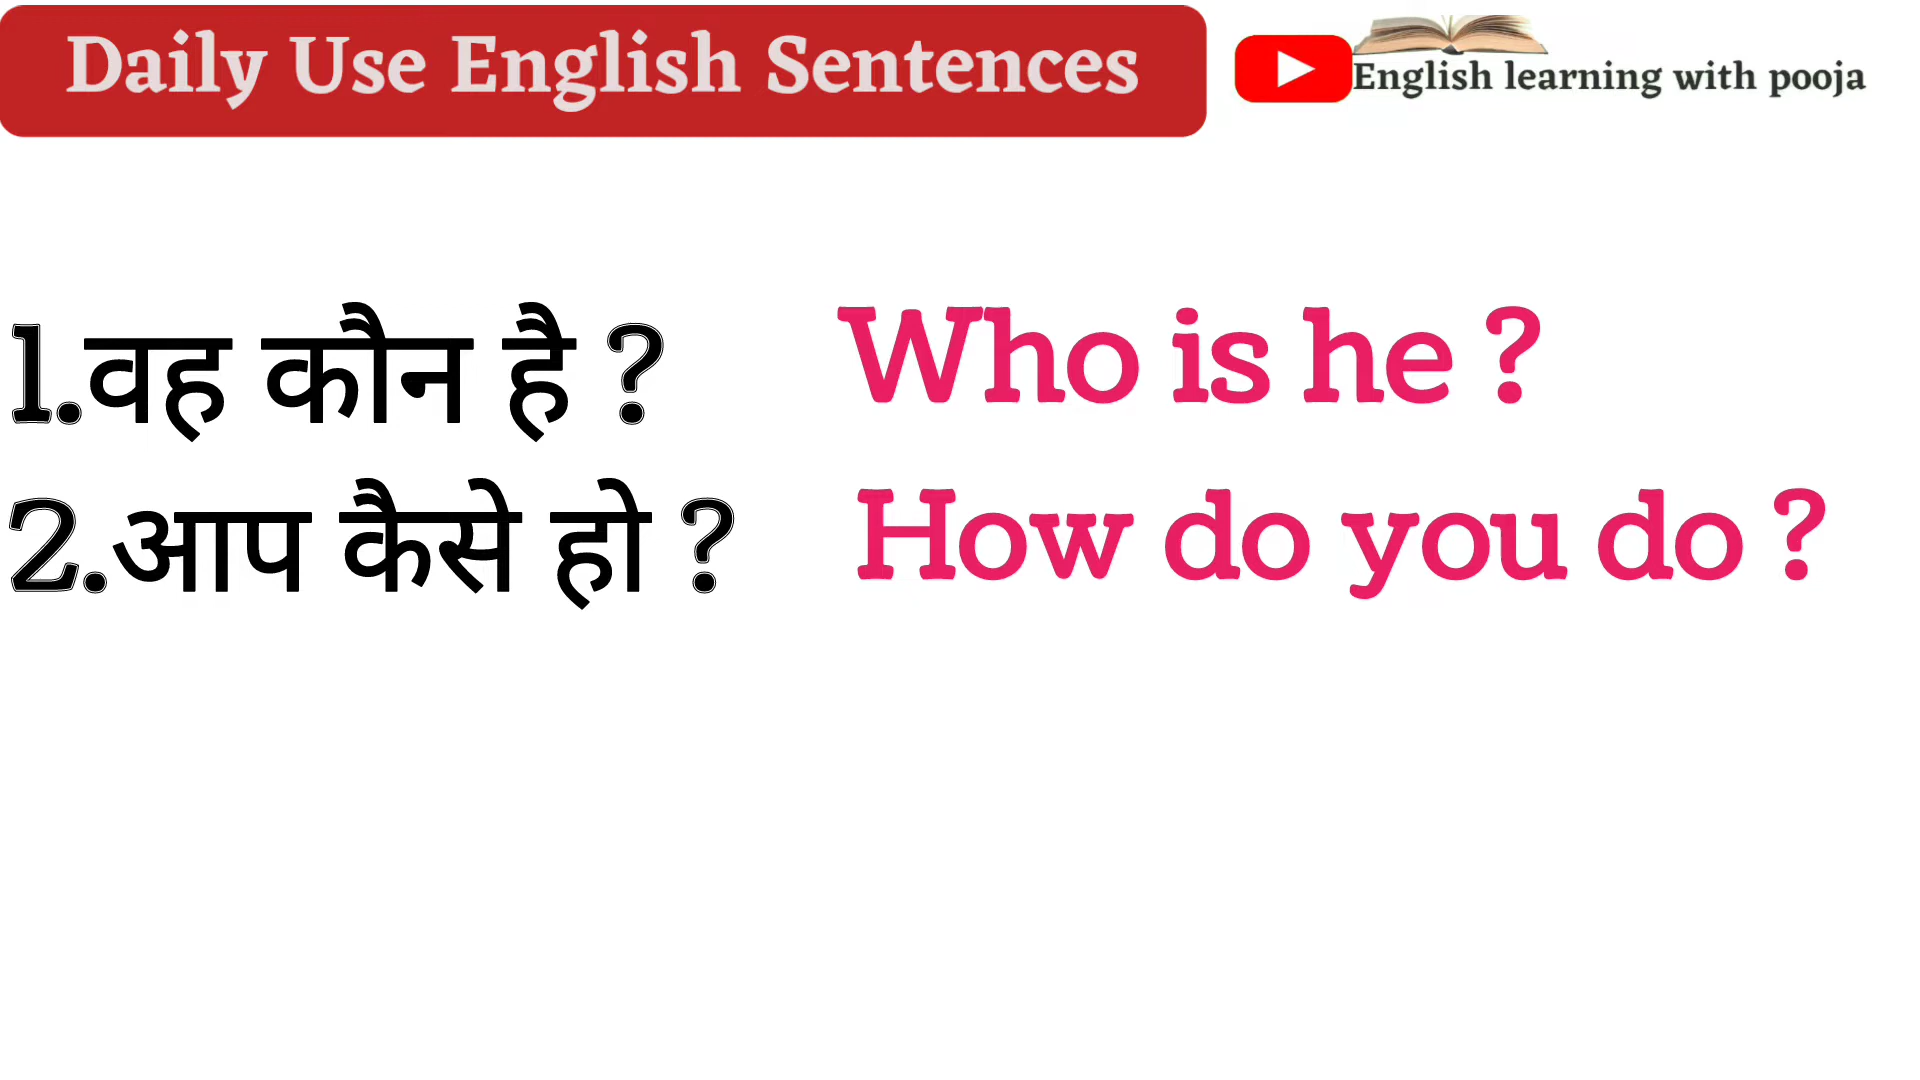 Daily Use English Sentences
English learning with pooja
1.वह कौन है ? Who is he ?
2.आप कैसे हो ? How do you do ?